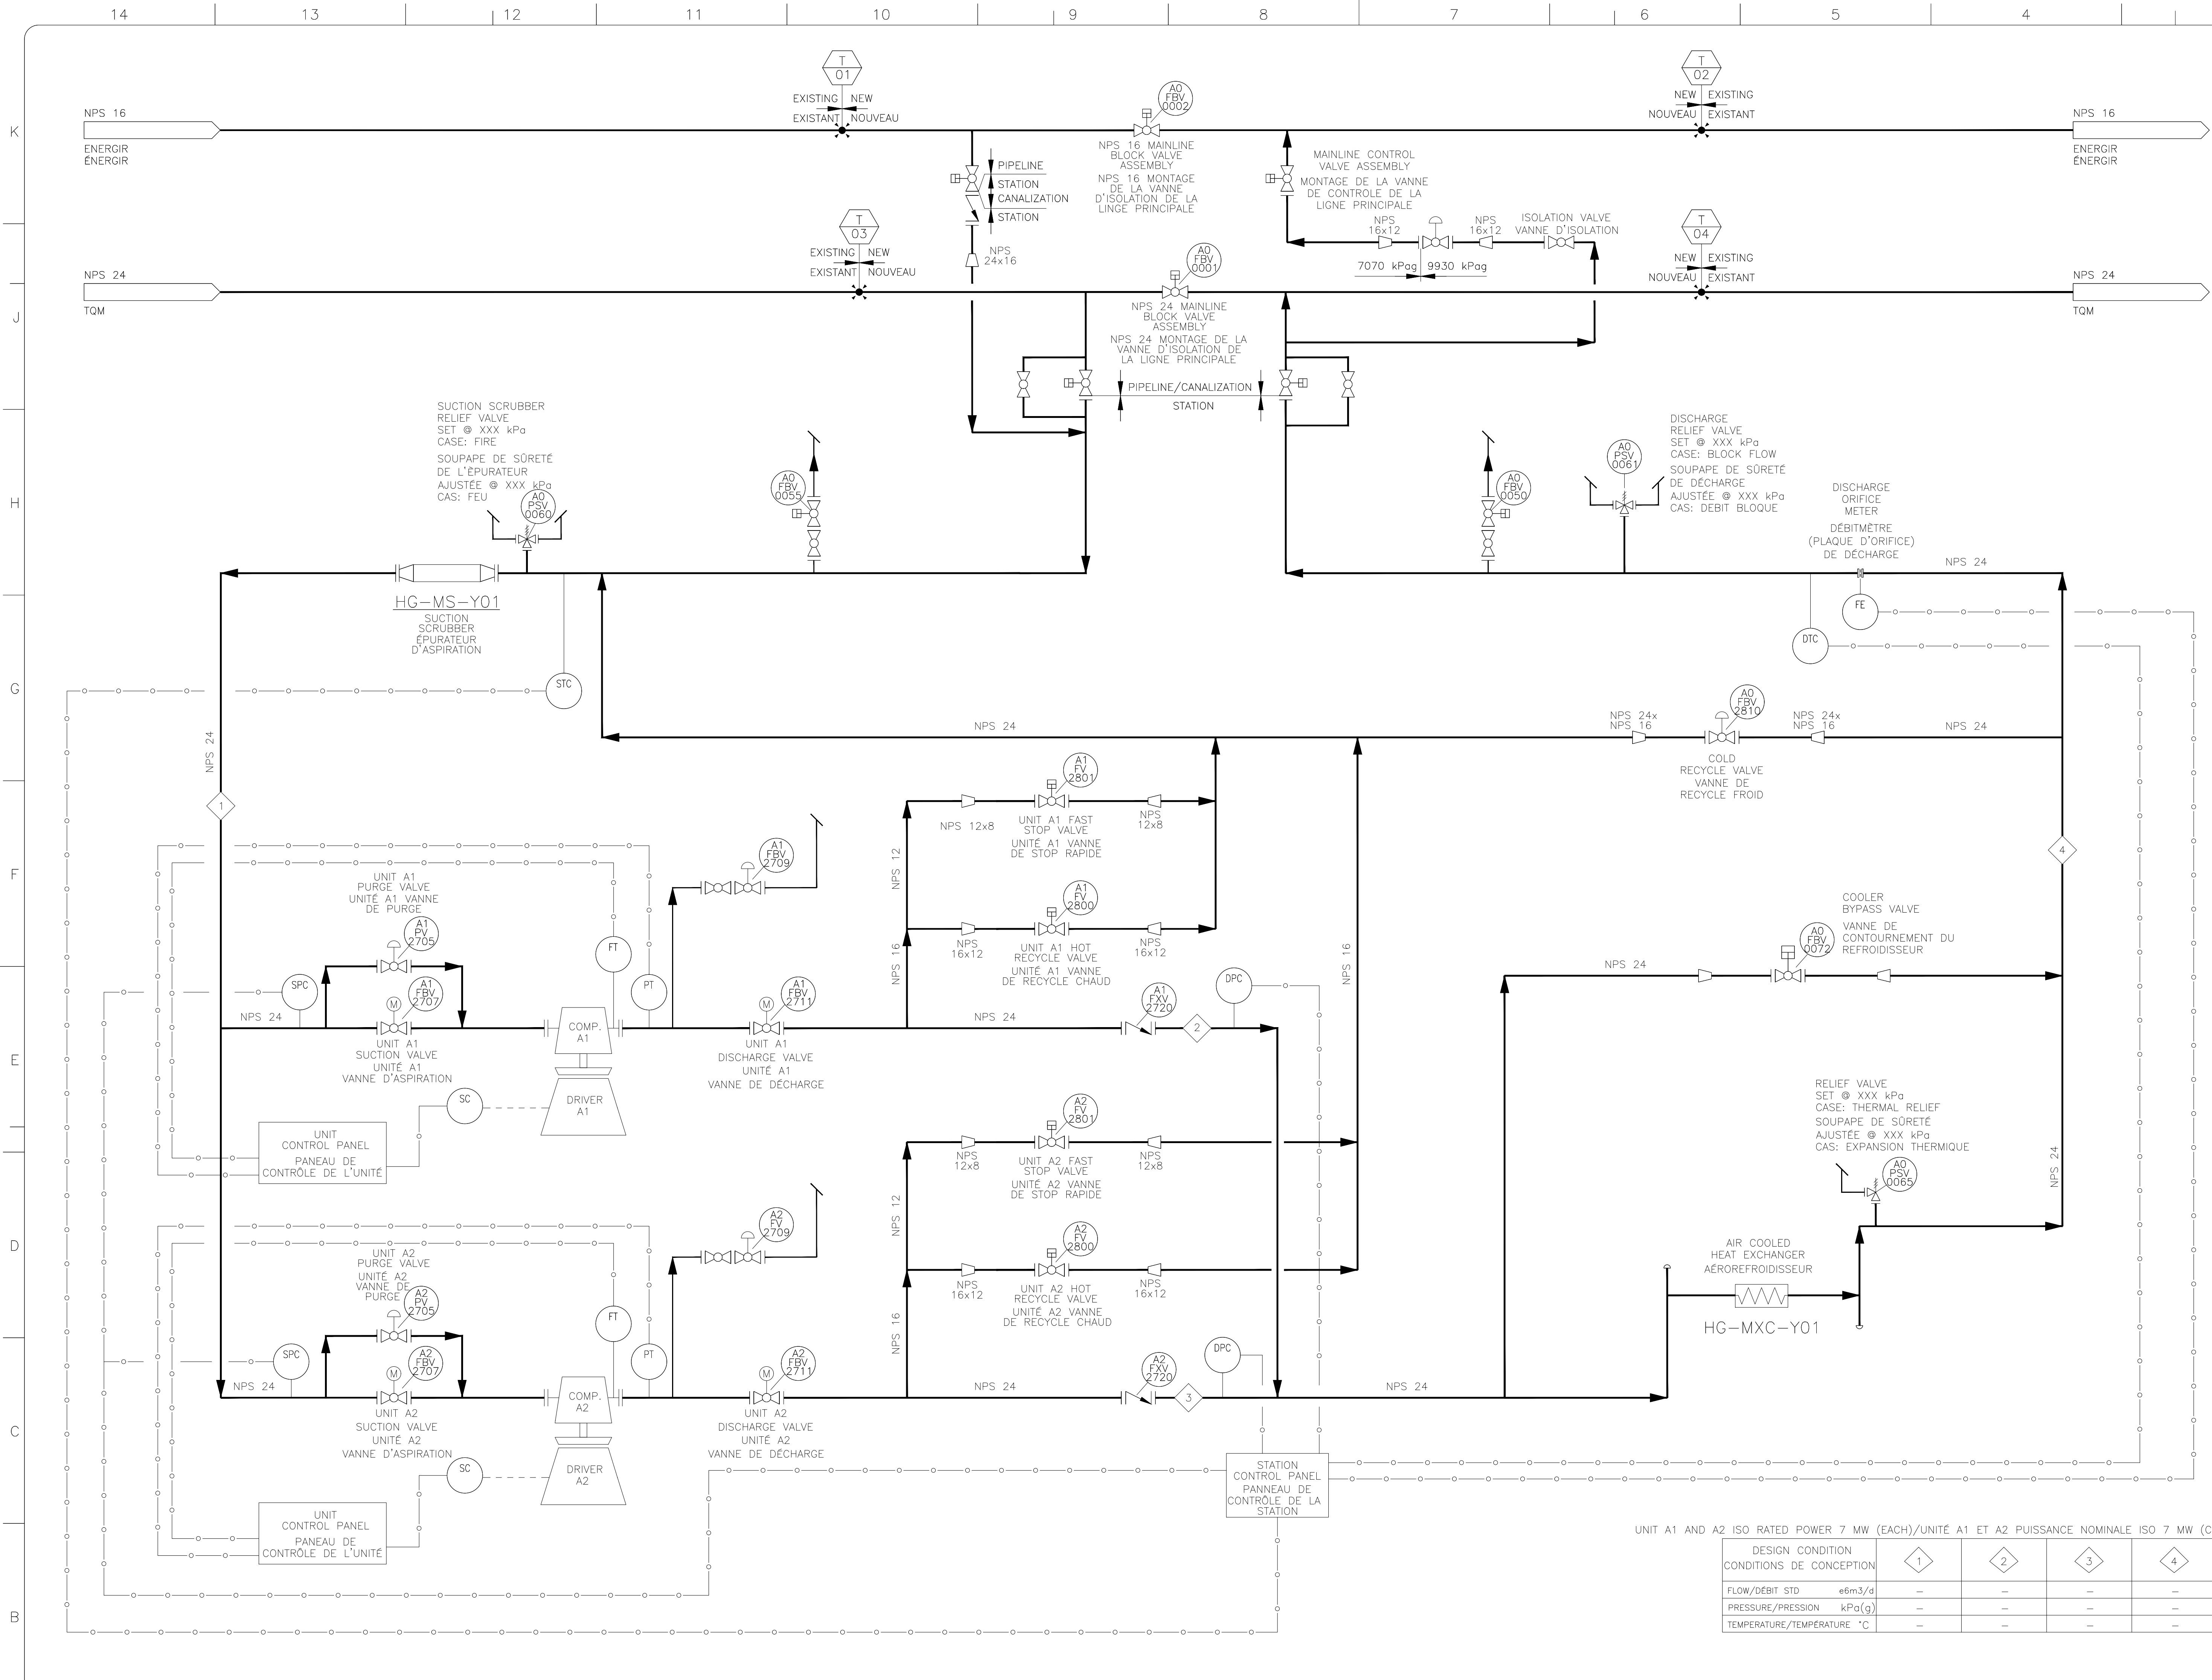 14 13 12 11 10 9 8 7 6 5 4
K
J
H
G
F
E
D
C
B
T
01
EXISTING NEW
EXISTANT NOUVEAU
T
02
NEW EXISTING
NOUVEAU EXISTANT
NPS 16
ENERGIR
ÉNERGIR
NPS 16
ENERGIR
ÉNERGIR
A0
FBV
0002
NPS 16 MAINLINE
BLOCK VALVE
ASSEMBLY
NPS 16 MONTAGE
DE LA VANNE
D'ISOLATION DE LA
LINGE PRINCIPALE
PIPELINE
STATION
CANALIZATION
STATION
NPS
24x16
MAINLINE CONTROL
VALVE ASSEMBLY
MONTAGE DE LA VANNE
DE CONTROLE DE LA
LIGNE PRINCIPALE
NPS
16x12
NPS
16x12
ISOLATION VALVE
VANNE D'ISOLATION
7070 kPag 9930 kPag
T
03
EXISTING NEW
EXISTANT NOUVEAU
T
04
NEW EXISTING
NOUVEAU EXISTANT
NPS 24
TQM
NPS 24
TQM
A0
FBV
0001
NPS 24 MAINLINE
BLOCK VALVE
ASSEMBLY
NPS 24 MONTAGE DE LA
VANNE D'ISOLATION DE
LA LIGNE PRINCIPALE
PIPELINE/CANALIZATION
STATION
SUCTION SCRUBBER
RELIEF VALVE
SET @ XXX kPa
CASE: FIRE
SOUPAPE DE SÛRETÉ
DE L'ÈPURATEUR
AJUSTÉE @ XXX kPa
CAS: FEU
A0
PSV
0060
A0
FBV
0055
A0
FBV
0050
A0
PSV
0061
DISCHARGE
RELIEF VALVE
SET @ XXX kPa
CASE: BLOCK FLOW
SOUPAPE DE SÛRETÉ
DE DÉCHARGE
AJUSTÉE @ XXX kPa
CAS: DEBIT BLOQUE
DISCHARGE
ORIFICE
METER
DÉBITMÈTRE
(PLAQUE D'ORIFICE)
DE DÉCHARGE
NPS 24
HG-MS-Y01
SUCTION
SCRUBBER
ÉPURATEUR
D'ASPIRATION
STC
FE
DTC
NPS 24
NPS 24
NPS 24x
NPS 16
A0
FBV
2810
NPS 24x
NPS 16
NPS 24
COLD
RECYCLE VALVE
VANNE DE
RECYCLE FROID
1
4
A1
FV
2801
NPS 12x8
NPS
12x8
UNIT A1 FAST
STOP VALVE
UNITÉ A1 VANNE
DE STOP RAPIDE
NPS 12
A1
FBV
2709
UNIT A1
PURGE VALVE
UNITÉ A1 VANNE
DE PURGE
A1
PV
2705
A1
FV
2800
NPS
16x12
NPS
16x12
UNIT A1 HOT
RECYCLE VALVE
UNITÉ A1 VANNE
DE RECYCLE CHAUD
NPS 16
NPS 16
COOLER
BYPASS VALVE
VANNE DE
CONTOURNEMENT DU
REFROIDISSEUR
A0
FBV
0072
NPS 24
SPC
A1
FBV
2707
NPS 24
UNIT A1
SUCTION VALVE
UNITÉ A1
VANNE D'ASPIRATION
FT
PT
COMP.
A1
DRIVER
A1
SC
A1
FBV
2711
UNIT A1
DISCHARGE VALVE
UNITÉ A1
VANNE DE DÉCHARGE
NPS 24
A1
FXV
2720
2
DPC
UNIT
CONTROL PANEL
PANEAU DE
CONTRÔLE DE L'UNITÉ
RELIEF VALVE
SET @ XXX kPa
CASE: THERMAL RELIEF
SOUPAPE DE SÛRETÉ
AJUSTÉE @ XXX kPa
CAS: EXPANSION THERMIQUE
A0
PSV
0065
NPS 24
A2
FV
2801
NPS
12x8
NPS
12x8
UNIT A2 FAST
STOP VALVE
UNITÉ A2 VANNE
DE STOP RAPIDE
NPS 12
A2
FV
2709
UNIT A2
PURGE VALVE
UNITÉ A2
VANNE DE
PURGE
A2
PV
2705
A2
FV
2800
NPS
16x12
NPS
16x12
UNIT A2 HOT
RECYCLE VALVE
UNITÉ A2 VANNE
DE RECYCLE CHAUD
NPS 16
AIR COOLED
HEAT EXCHANGER
AÉROREFROIDISSEUR
HG-MXC-Y01
SPC
A2
FBV
2707
NPS 24
UNIT A2
SUCTION VALVE
UNITÉ A2
VANNE D'ASPIRATION
FT
PT
COMP.
A2
DRIVER
A2
SC
A2
FBV
2711
UNIT A2
DISCHARGE VALVE
UNITÉ A2
VANNE DE DÉCHARGE
NPS 24
A2
FXV
2720
3
DPC
NPS 24
M
M
M
M
UNIT
CONTROL PANEL
PANEAU DE
CONTRÔLE DE L'UNITÉ
STATION
CONTROL PANEL
PANNEAU DE
CONTRÔLE DE LA
STATION
UNIT A1 AND A2 ISO RATED POWER 7 MW (EACH)/UNITÉ A1 ET A2 PUISSANCE NOMINALE ISO 7 MW (C
DESIGN CONDITION
CONDITIONS DE CONCEPTION
1 2 3 4
FLOW/DÉBIT STD e6m3/d – – – –
PRESSURE/PRESSION kPa(g) – – – –
TEMPERATURE/TEMPÉRATURE °C – – – –